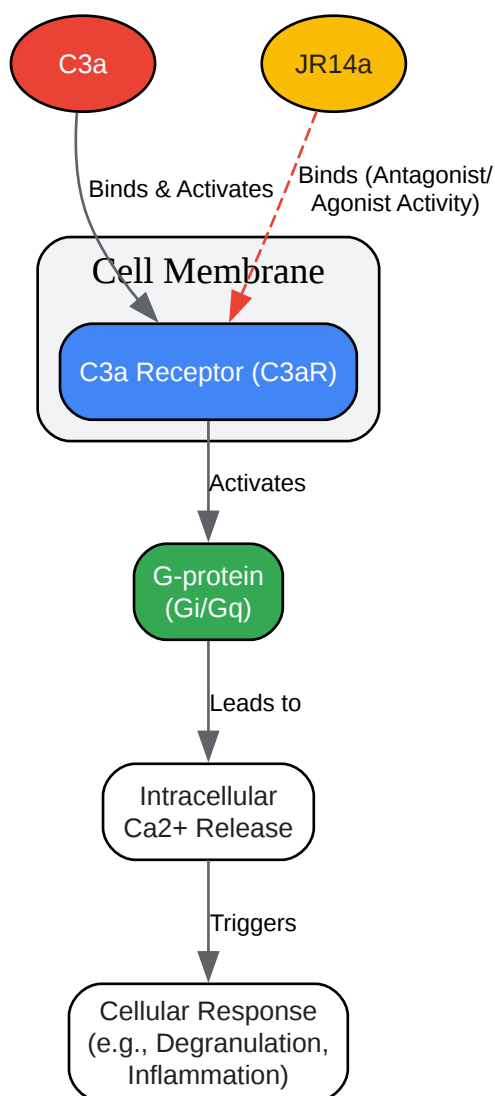 C3a
JR14a
Binds & Activates
Binds (Antagonist/
Agonist Activity)
Cell Membrane
C3a Receptor (C3aR)
Activates
G-protein
(Gi/Gq)
Leads to
Intracellular
Ca2+ Release
Triggers
Cellular Response
(e.g., Degranulation,
Inflammation)